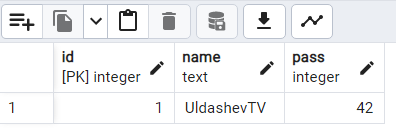 id name pass
[PK] integer text integer
1 1 UldashevTV 42